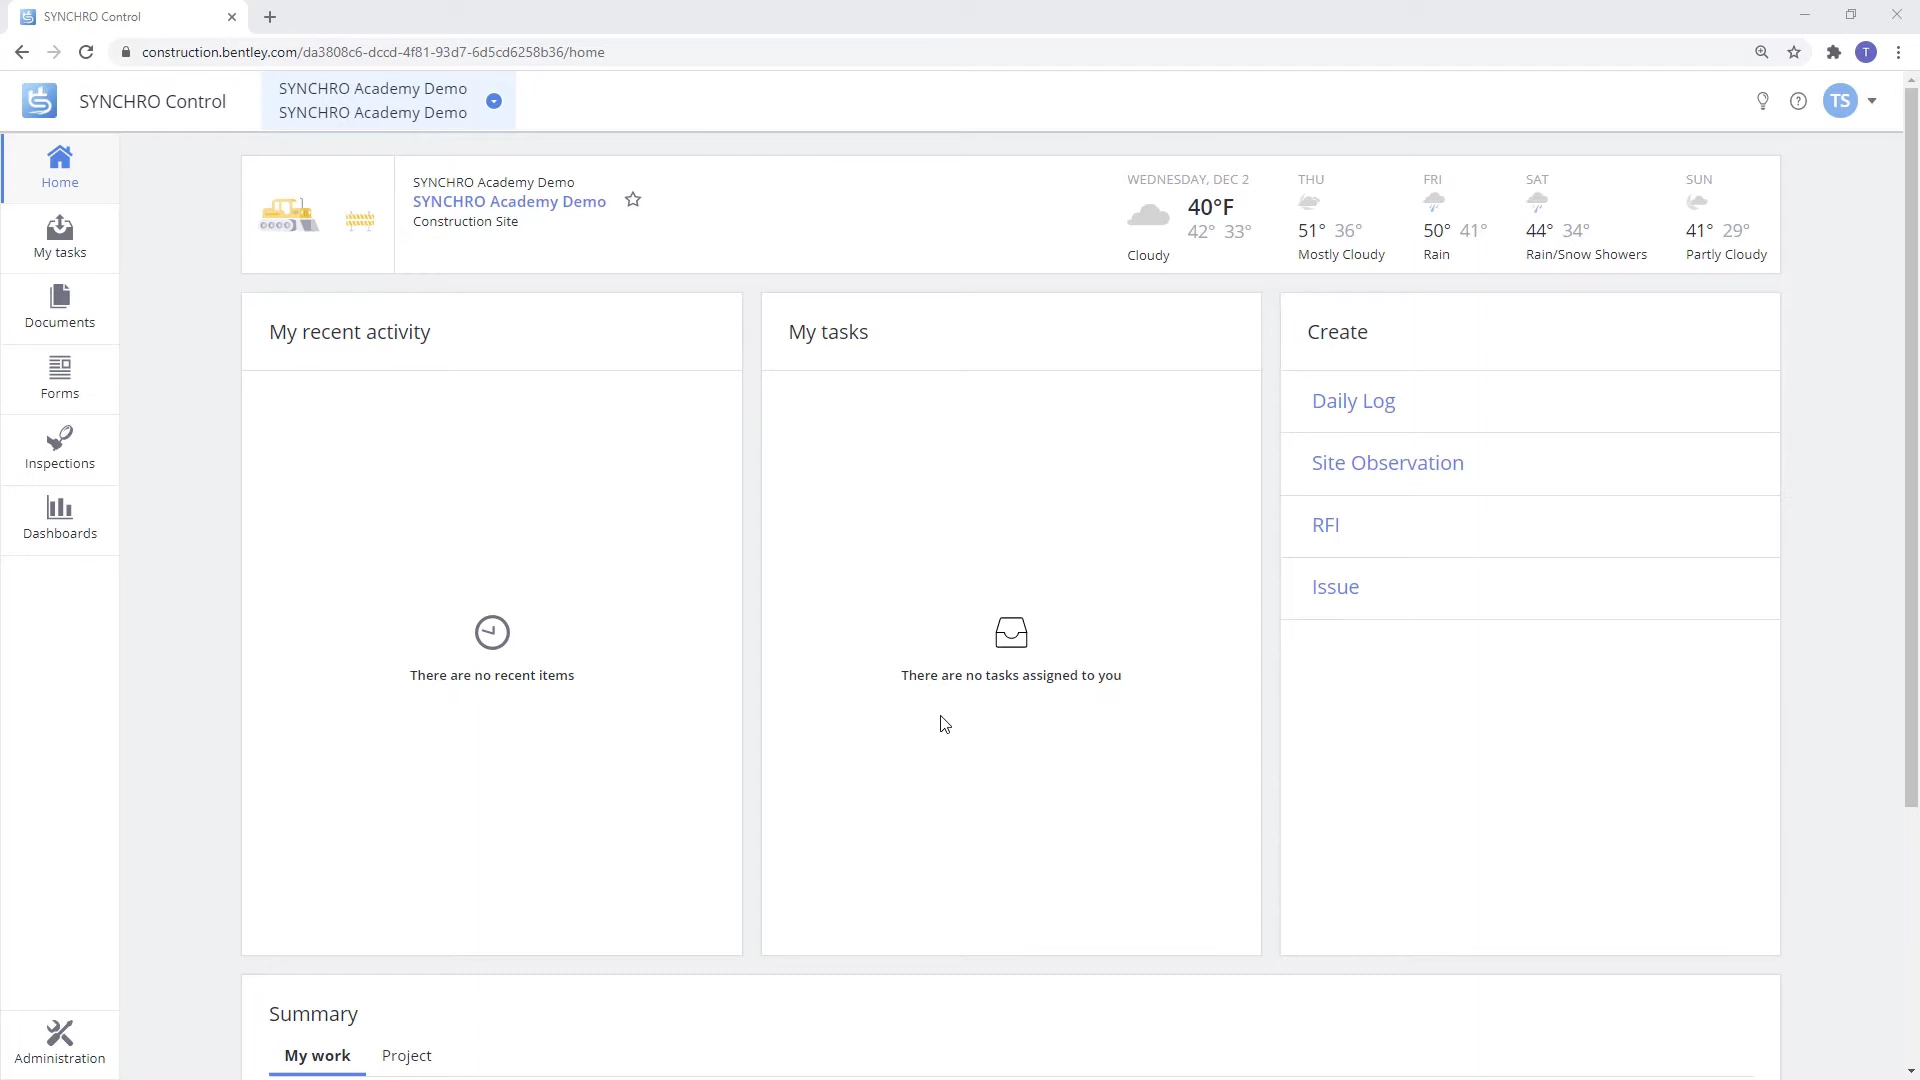 SYNCHRO Control
construction.bentley.com/da3808c6-dccd-4f81-93d7-6d5cd6258b36/home
T
SYNCHRO Control
SYNCHRO Academy Demo
SYNCHRO Academy Demo
TS
Home
My tasks
Documents
Forms
Inspections
Dashboards
Administration
SYNCHRO Academy Demo
SYNCHRO Academy Demo
Construction Site
WEDNESDAY, DEC 2
40°F
42° 33°
Cloudy
THU
51° 36°
Mostly Cloudy
FRI
50° 41°
Rain
SAT
44° 34°
Rain/Snow Showers
SUN
41° 29°
Partly Cloudy
My recent activity
There are no recent items
My tasks
There are no tasks assigned to you
Create
Daily Log
Site Observation
RFI
Issue
Summary
My work Project